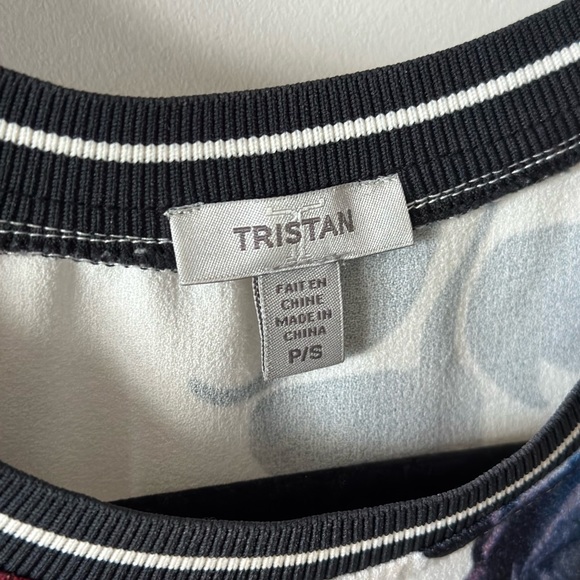 TRISTAN
FAIT EN
CHINE
MADE IN
CHINA
P/S